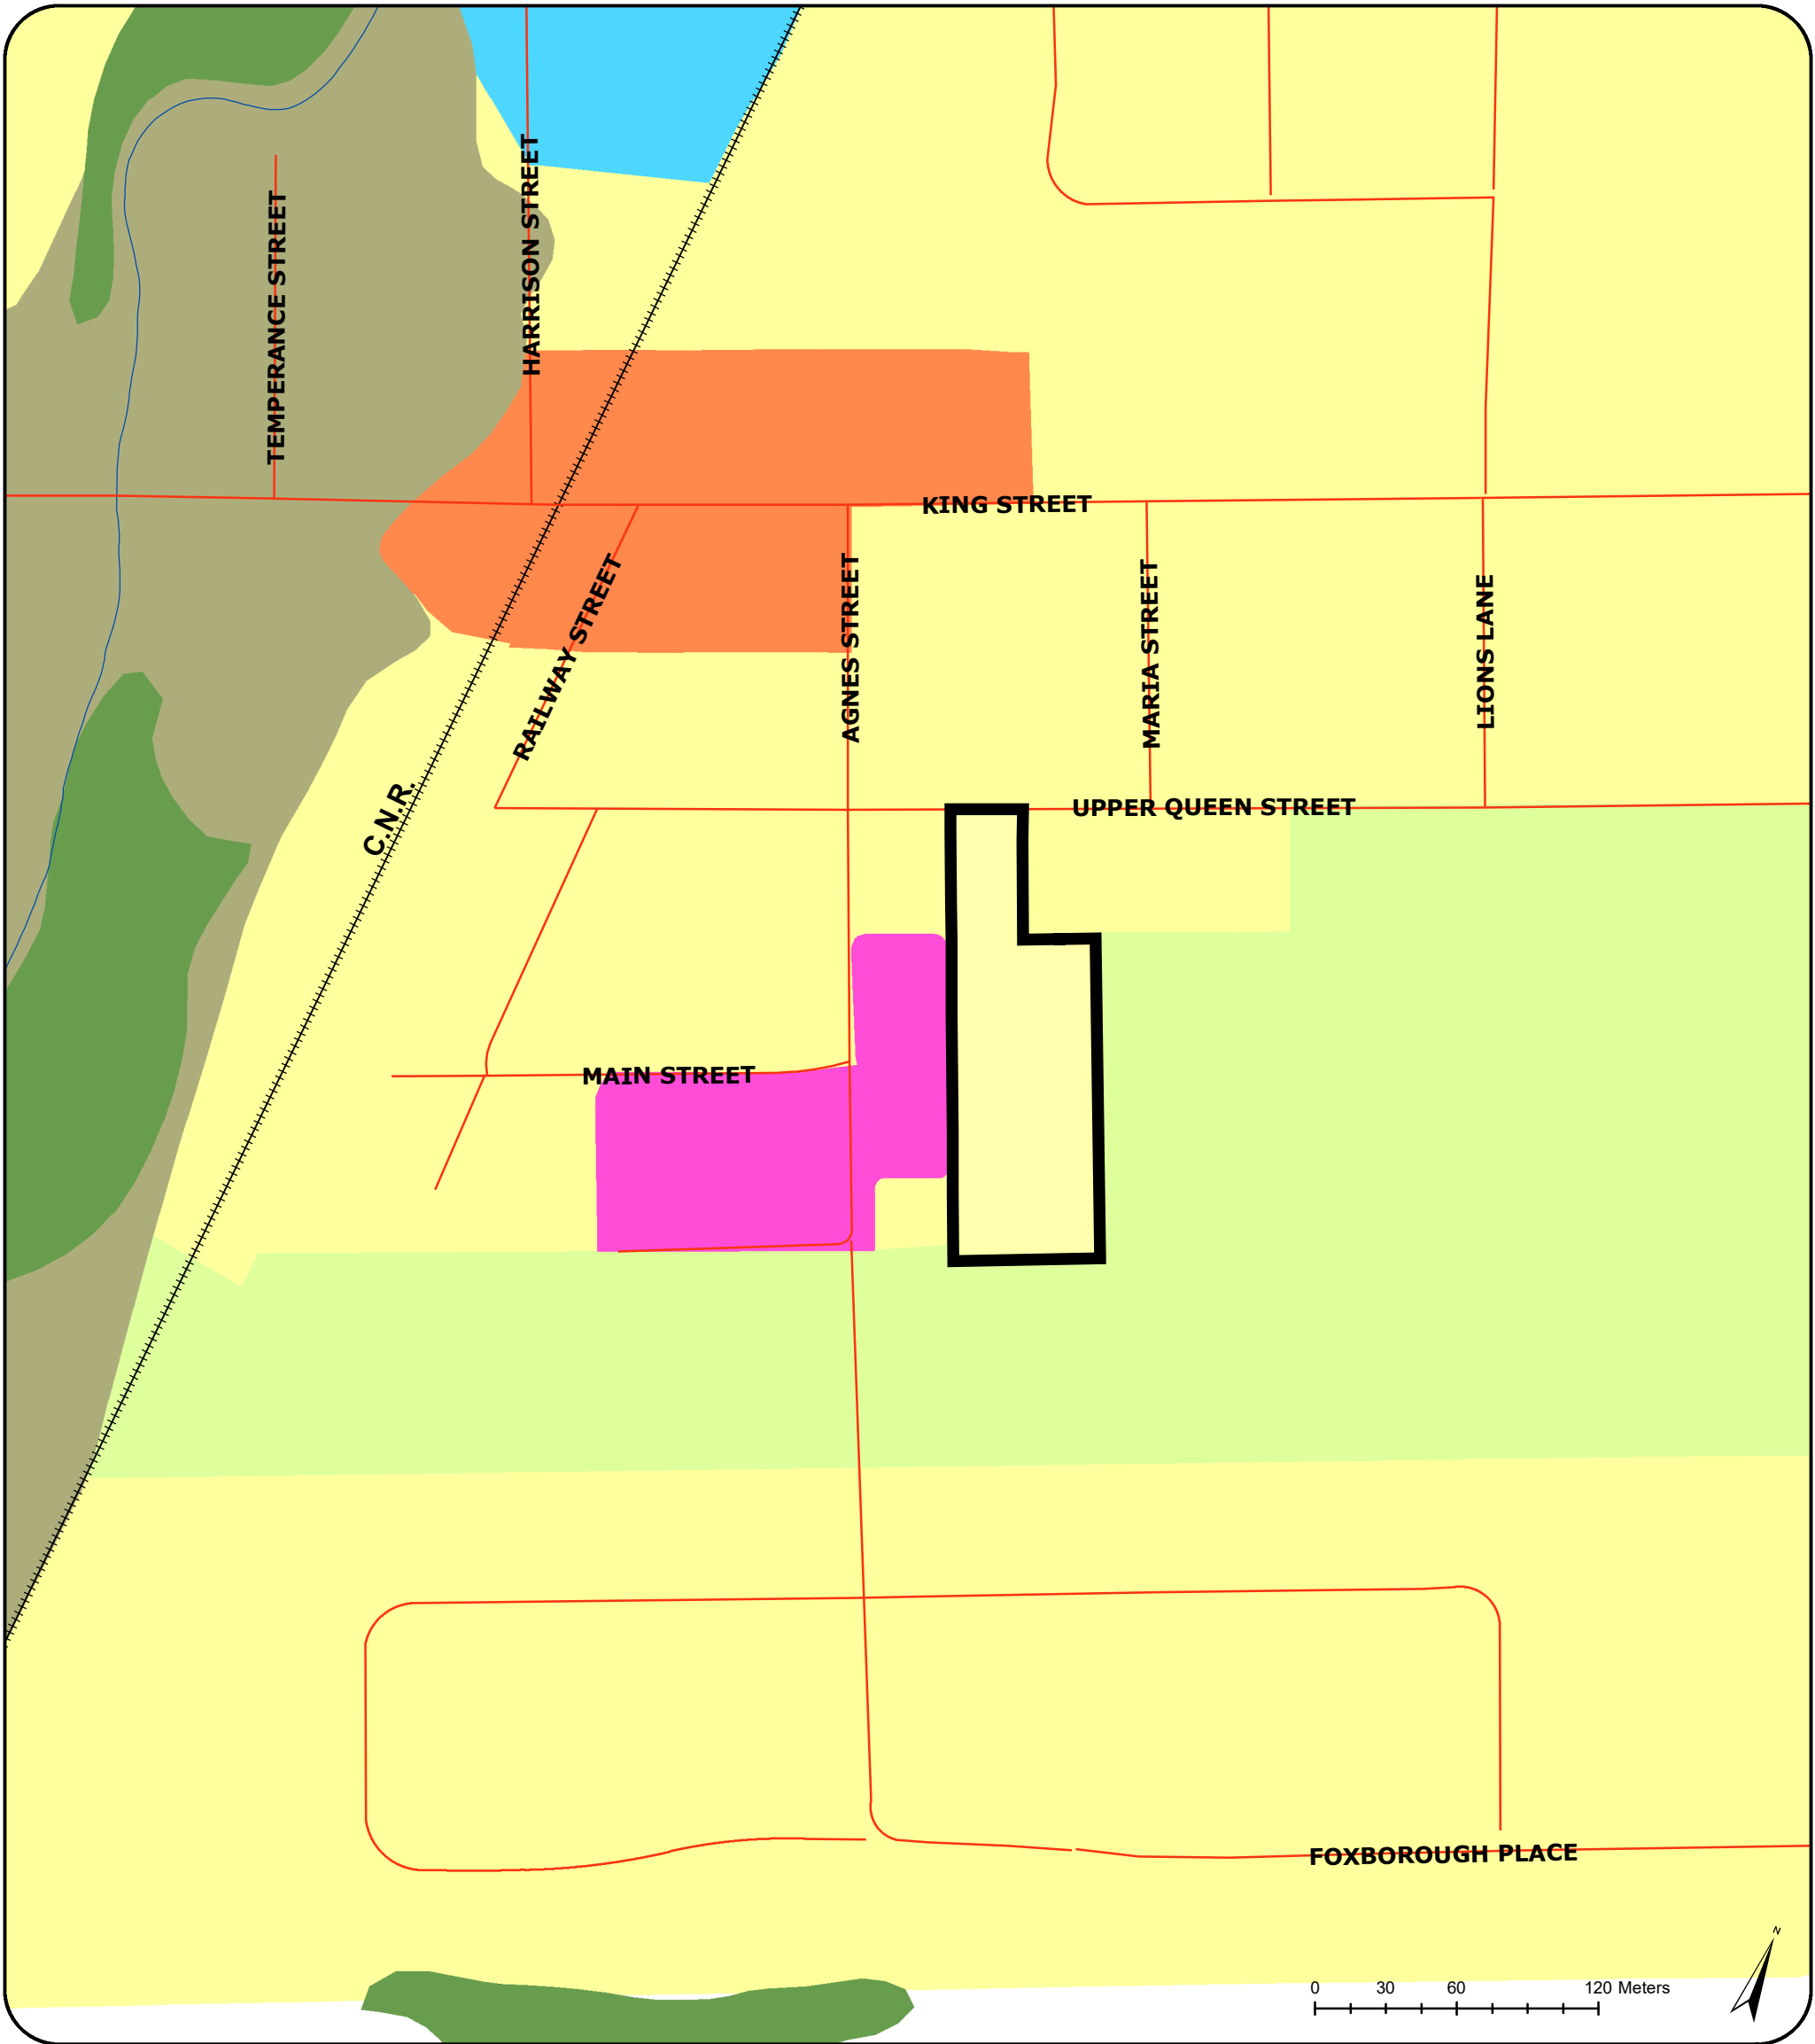 HARRISON STREET
TEMPERANCE STREET
KING STREET
RAILWAY STREET
AGNES STREET
MARIA STREET
LIONS LANE
C.N.R.
UPPER QUEEN STREET
MAIN STREET
FOXBOROUGH PLACE
N
0 30 60 120 Meters